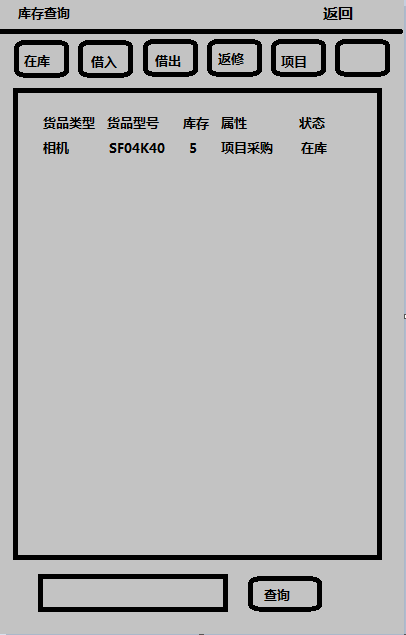 库存查询 返回
在库 借入 借出 返修 项目
货品类型 货品型号 库存 属性 状态
相机 SF04K40 5 项目采购 在库
查询